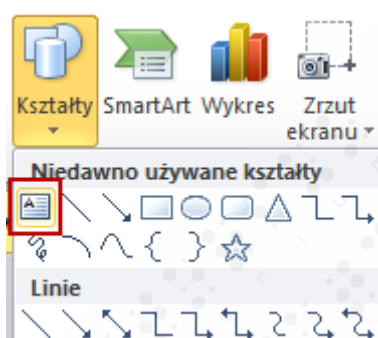 Kształty SmartArt Wykres Zrzut
ekranu
Niedawno używane kształty
A
Linie